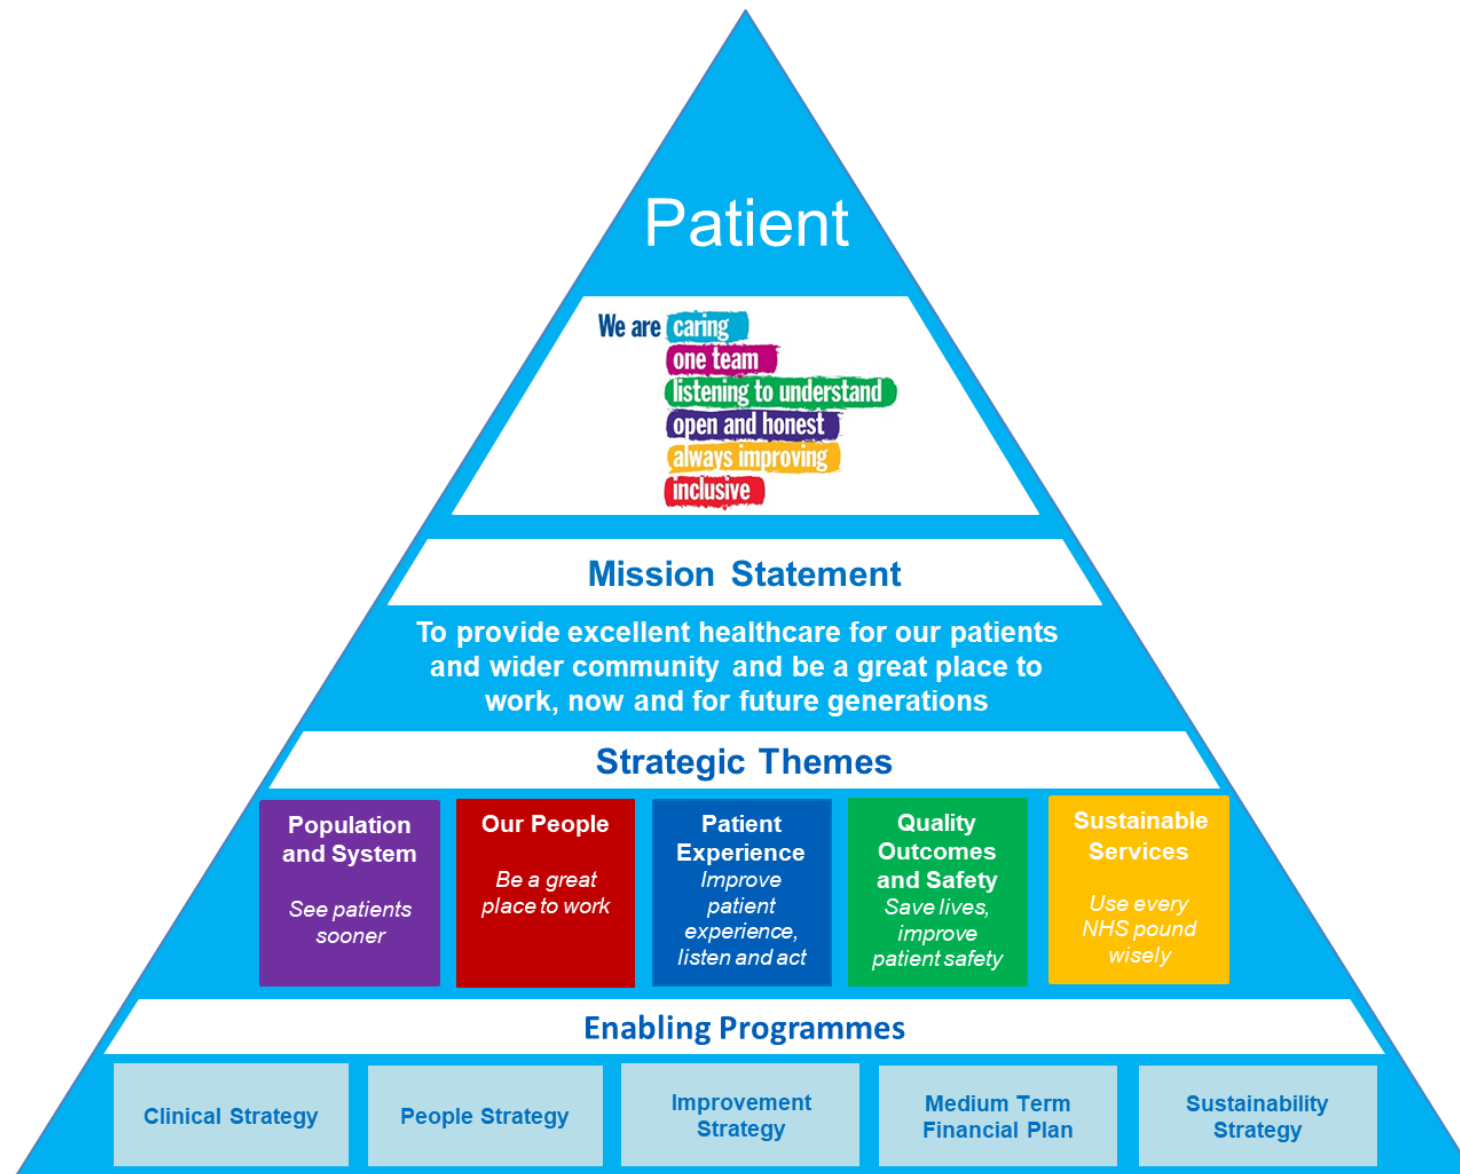 Patient
We are caring
one team
listening to understand
open and honest
always improving
inclusive
Mission Statement
To provide excellent healthcare for our patients
and wider community and be a great place to
work, now and for future generations
Strategic Themes
Population
and System
See patients
sooner
Our People
Be a great
place to work
Patient
Experience
Improve
patient
experience,
listen and act
Quality
Outcomes
and Safety
Save lives,
improve
patient safety
Sustainable
Services
Use every
NHS pound
wisely
Enabling Programmes
Clinical Strategy
People Strategy
Improvement
Strategy
Medium Term
Financial Plan
Sustainability
Strategy